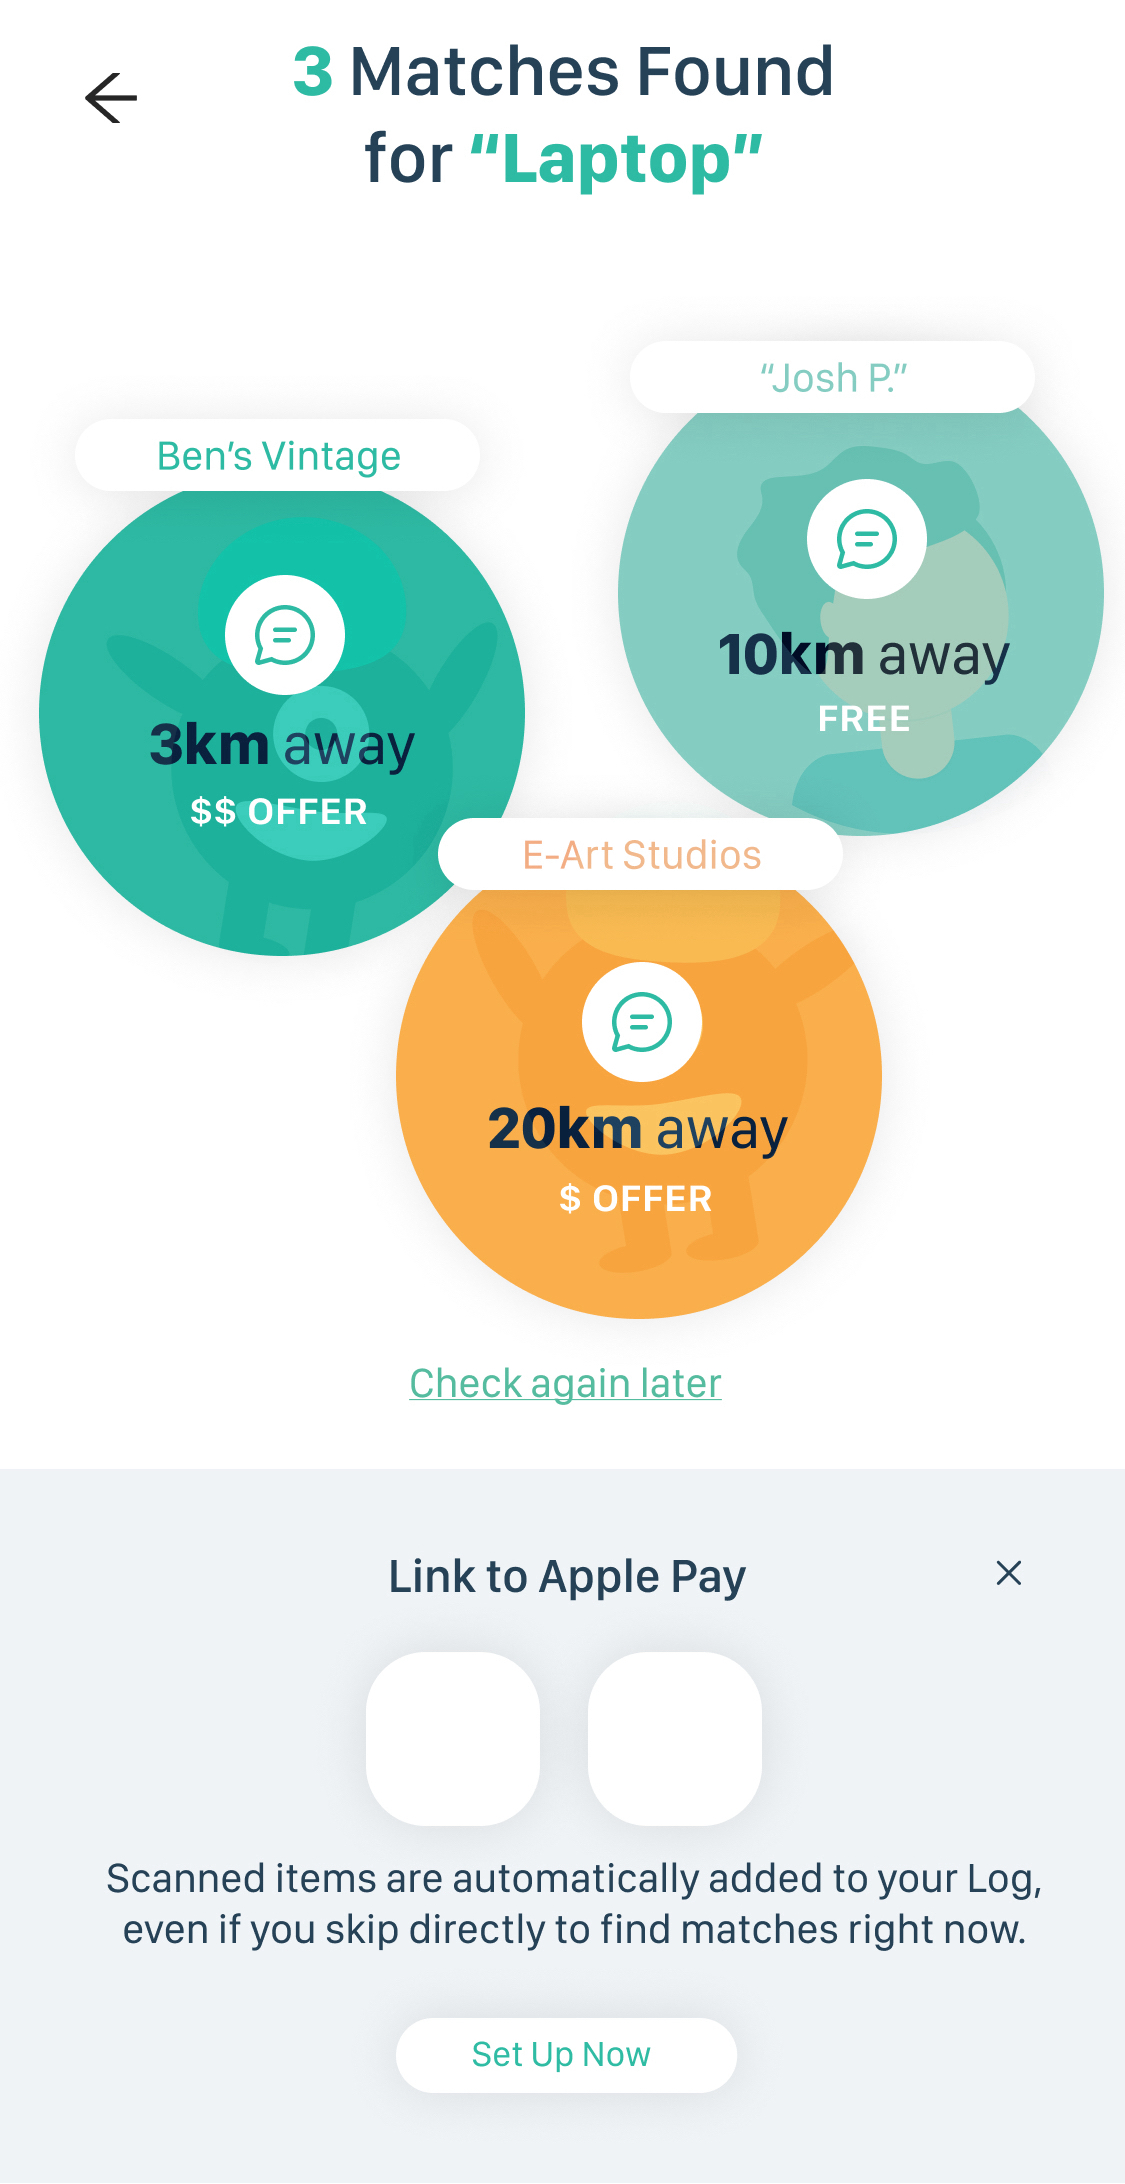 3 Matches Found
for “Laptop”
“Josh P.”
10km away
FREE
Ben’s Vintage
3km away
$$ OFFER
E-Art Studios
20km away
$ OFFER
Check again later
Link to Apple Pay
Scanned items are automatically added to your Log,
even if you skip directly to find matches right now.
Set Up Now